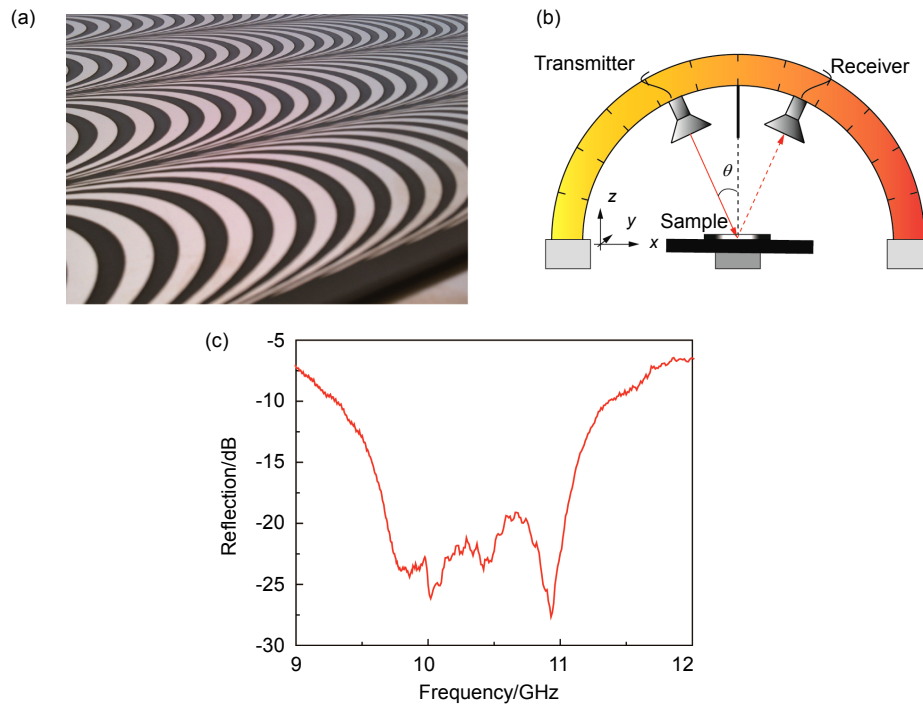 (a)
(b)
Transmitter
Receiver
θ
z
y
x
Sample
(c)
-5
-10
-15
-20
-25
-30
Reflection/dB
9
10
11
12
Frequency/GHz